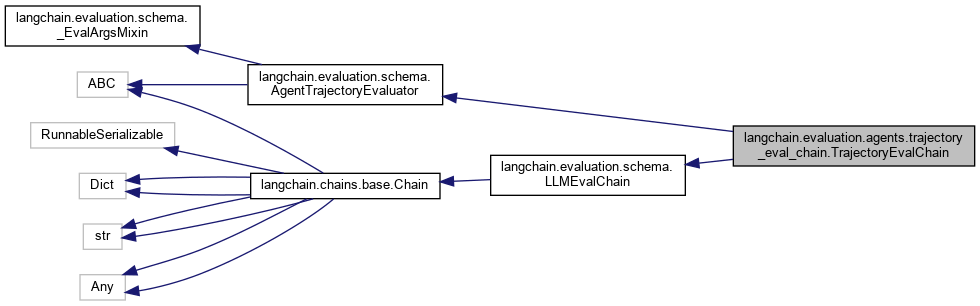 langchain.evaluation.schema.
_EvalArgsMixin
langchain.evaluation.schema.
AgentTrajectoryEvaluator
ABC
RunnableSerializable
langchain.evaluation.agents.trajectory
_eval_chain.TrajectoryEvalChain
langchain.evaluation.schema.
LLMEvalChain
langchain.chains.base.Chain
Dict
str
Any